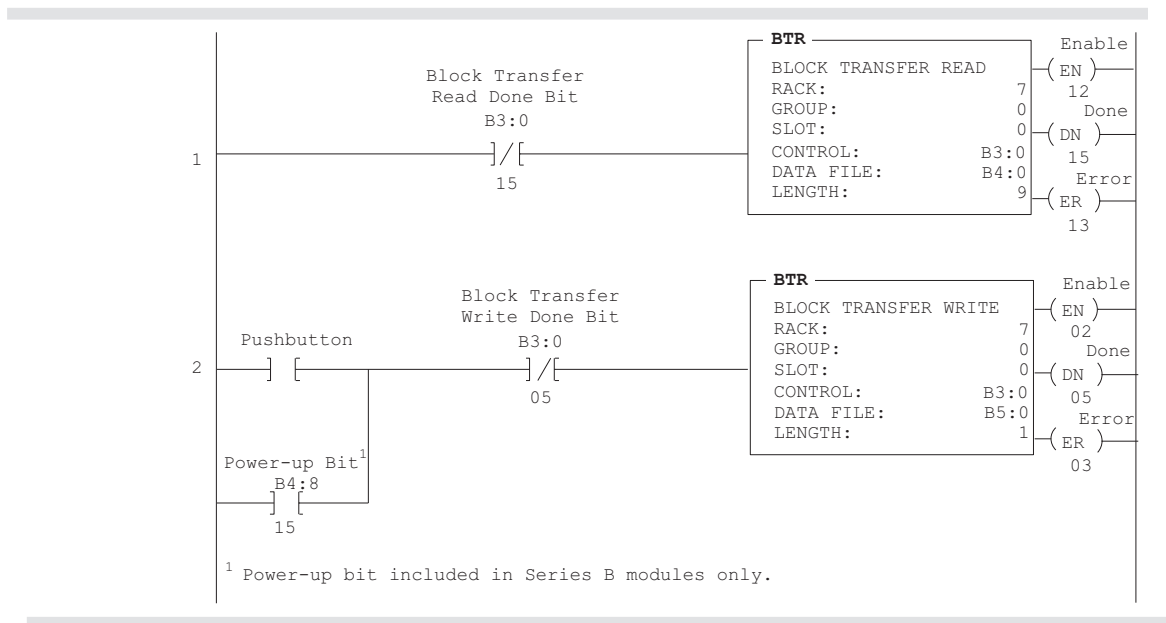 BTR
Enable
Block Transfer
Read Done Bit
B3:0
BLOCK TRANSFER READ
RACK: 7
GROUP: 0
SLOT: 0
CONTROL: B3:0
DATA FILE: B4:0
LENGTH: 9
EN
12
Done
DN
15
Error
ER
13
1
]/[
15
BTR
Enable
Block Transfer
Write Done Bit
B3:0
BLOCK TRANSFER WRITE
RACK: 7
GROUP: 0
SLOT: 0
CONTROL: B3:0
DATA FILE: B5:0
LENGTH: 1
EN
02
Done
DN
05
Error
ER
03
Pushbutton
2
] [
]/[
05
Power-up Bit1
B4:8
] [
15
1 Power-up bit included in Series B modules only.